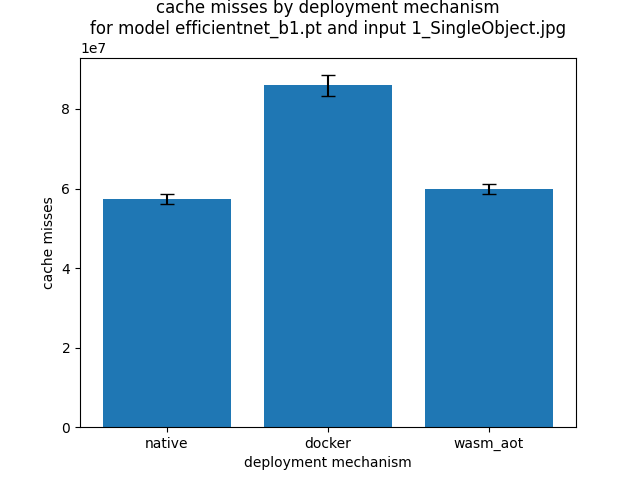 cache misses by deployment mechanism
for model efficientnet_b1.pt and input 1_SingleObject.jpg
1e7
8
6
4
2
0
cache misses
native docker wasm_aot
deployment mechanism